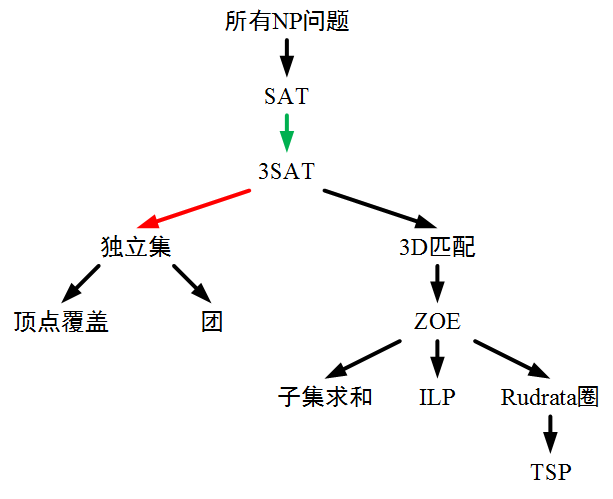 所有NP问题
SAT
3SAT
独立集
3D匹配
顶点覆盖
团
ZOE
子集求和
ILP
Rudrata圈
TSP